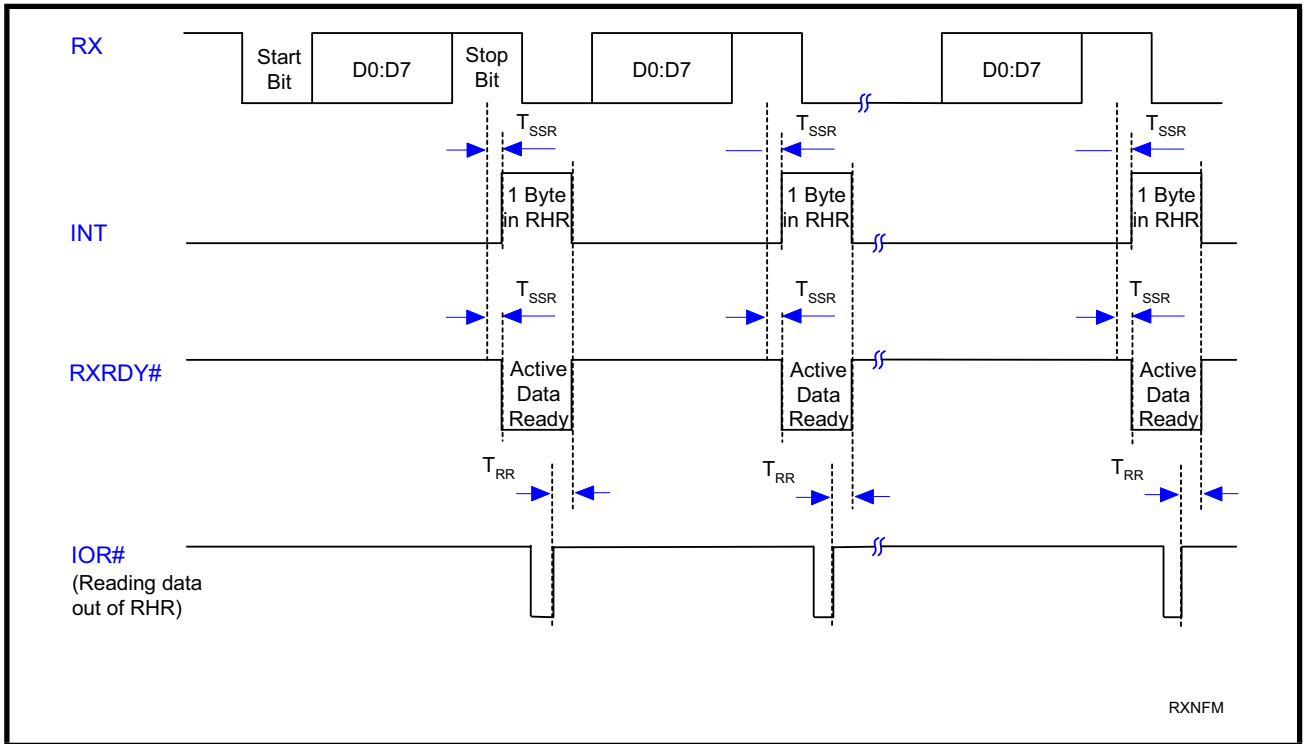 RX
Start
Bit
D0:D7
Stop
Bit
D0:D7
D0:D7
TSSR
TSSR
TSSR
INT
1 Byte
in RHR
1 Byte
in RHR
1 Byte
in RHR
TSSR
TSSR
TSSR
RXRDY#
Active
Data
Ready
Active
Data
Ready
Active
Data
Ready
TRR
TRR
TRR
IOR#
(Reading data
out of RHR)
RXNFM